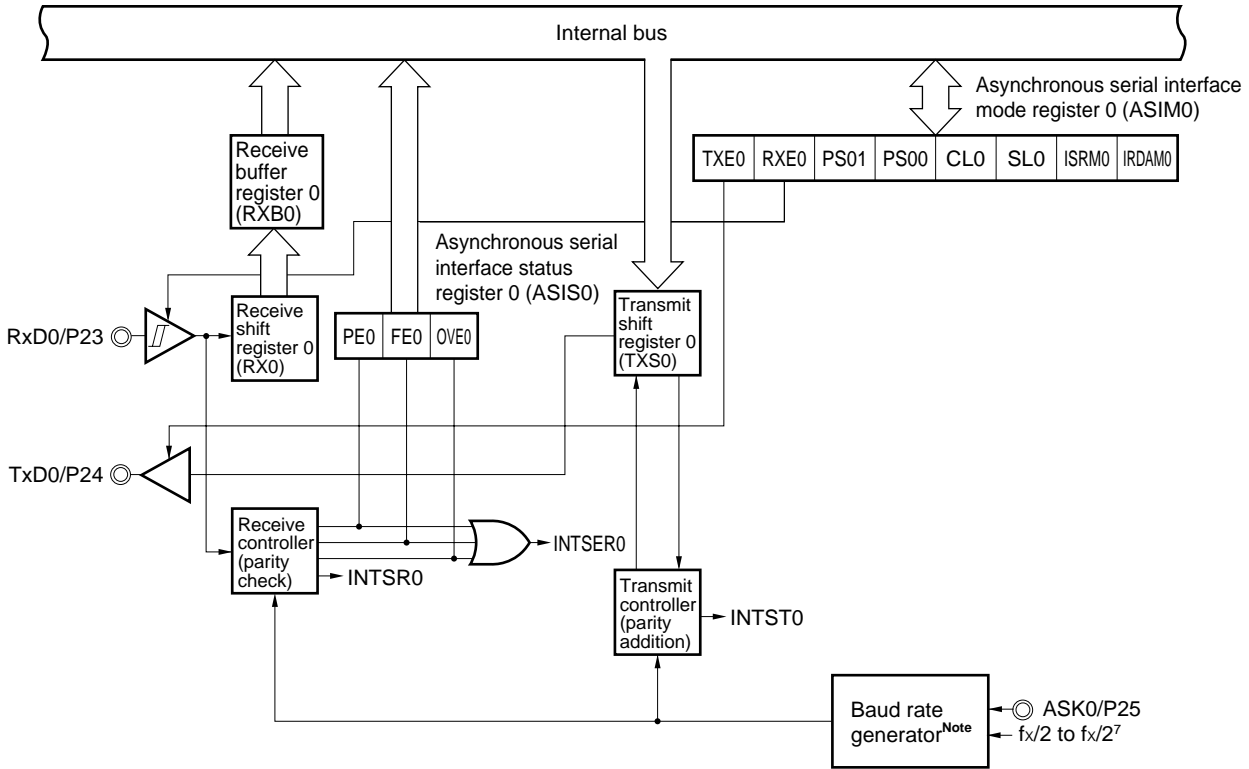 Internal bus
Asynchronous serial interface
mode register 0 (ASIM0)
TXE0 RXE0 PS01 PS00 CL0 SL0 ISRM0 IRDAM0
Receive
buffer
register 0
(RXB0)
Asynchronous serial
interface status
register 0 (ASIS0)
RxD0/P23
Receive
shift
register 0
(RX0)
PE0 FE0 OVE0
Transmit
shift
register 0
(TXS0)
TxD0/P24
Receive
controller
(parity
check)
INTSER0
INTSR0
Transmit
controller
(parity
addition)
INTST0
Baud rate
generatorNote
ASK0/P25
fx/2 to fx/2⁷